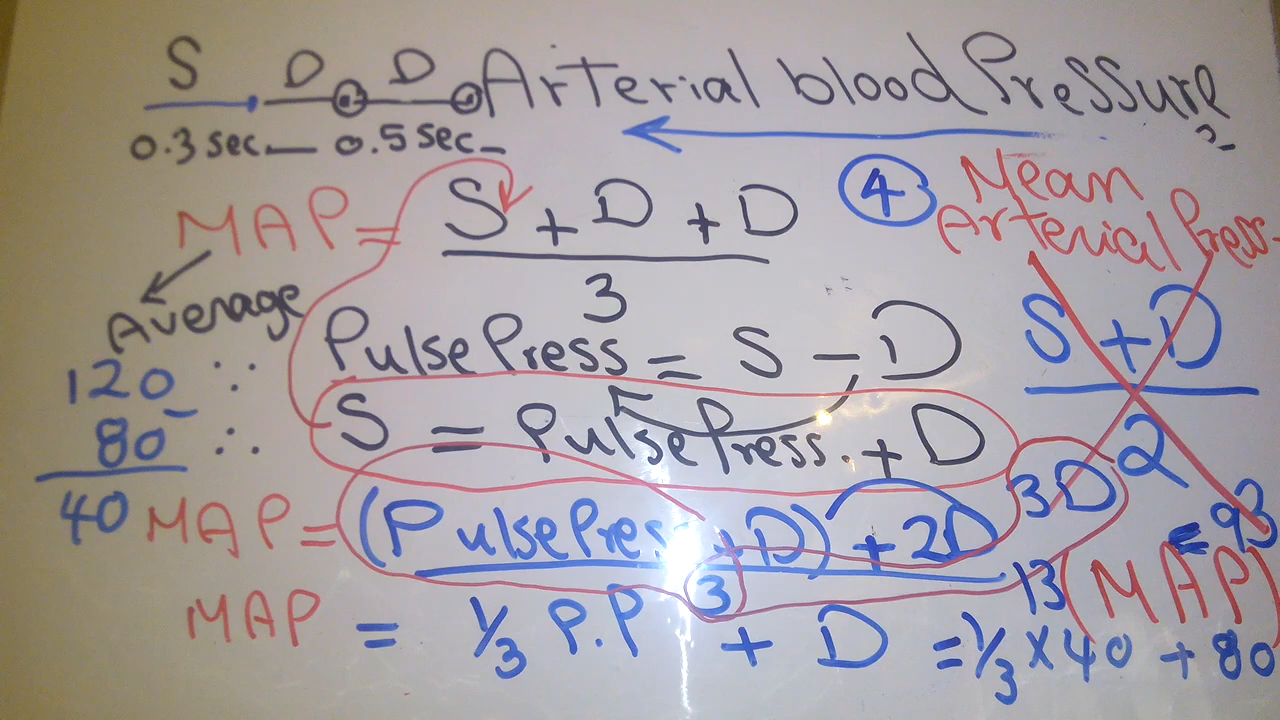 S D D Arterial blood Pressure
0.3 sec 0.5 sec
4 Mean
Arterial Press
MAP = S + D + D
3
Average
S + D
2
120
80
40
Pulse Press = S - D
S = Pulse Press. + D
MAP = (Pulse Press + D) + 2D 3D
3
= 93
13 (MAP)
MAP = 1/3 P.P + D = 1/3 x 40 + 80